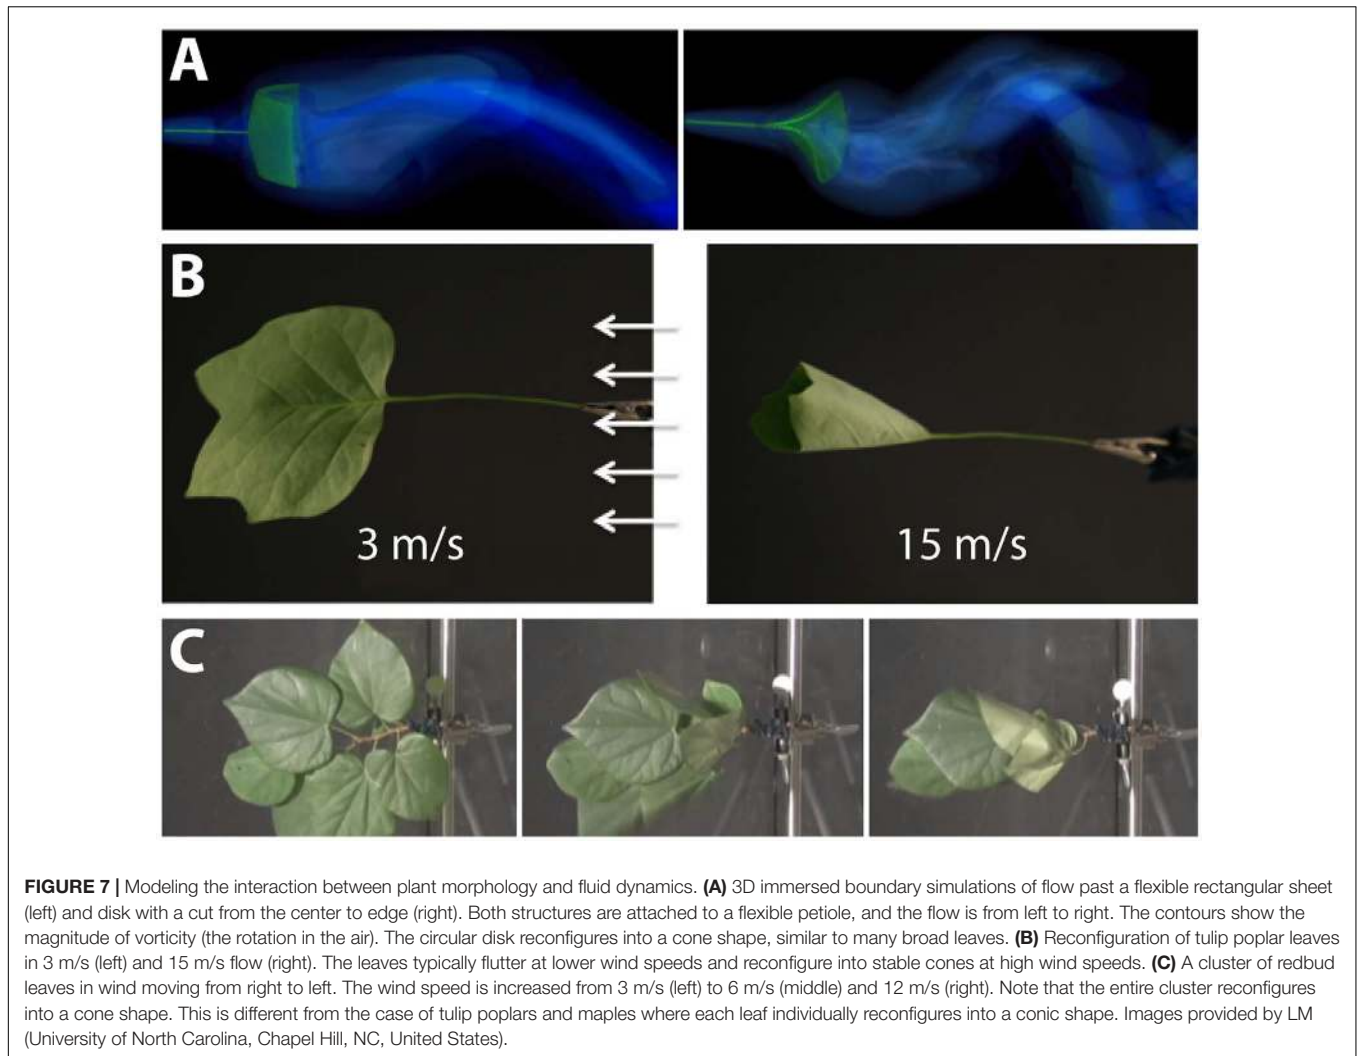 A
B
3 m/s
15 m/s
C
FIGURE 7 | Modeling the interaction between plant morphology and fluid dynamics. (A) 3D immersed boundary simulations of flow past a flexible rectangular sheet
(left) and disk with a cut from the center to edge (right). Both structures are attached to a flexible petiole, and the flow is from left to right. The contours show the
magnitude of vorticity (the rotation in the air). The circular disk reconfigures into a cone shape, similar to many broad leaves. (B) Reconfiguration of tulip poplar leaves
in 3 m/s (left) and 15 m/s flow (right). The leaves typically flutter at lower wind speeds and reconfigure into stable cones at high wind speeds. (C) A cluster of redbud
leaves in wind moving from right to left. The wind speed is increased from 3 m/s (left) to 6 m/s (middle) and 12 m/s (right). Note that the entire cluster reconfigures
into a cone shape. This is different from the case of tulip poplars and maples where each leaf individually reconfigures into a conic shape. Images provided by LM
(University of North Carolina, Chapel Hill, NC, United States).